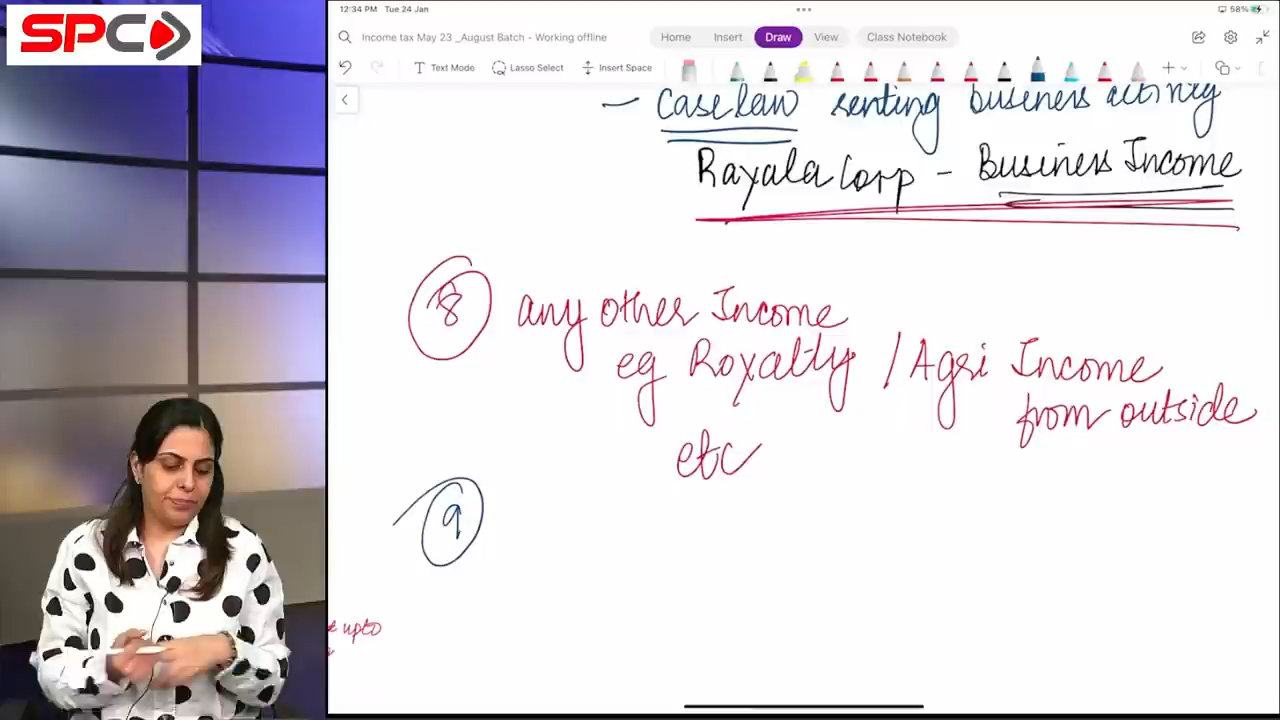 SPC
12:34 PM Tue 24 Jan
58%
Income tax May 23 _August Batch - Working offline
Home Insert Draw View Class Notebook
Text Mode Lasso Select Insert Space
- Case law renting business activity
Rayala Corp - Business Income
8 any other Income
eg Royalty / Agri Income
from outside
etc
9
upto